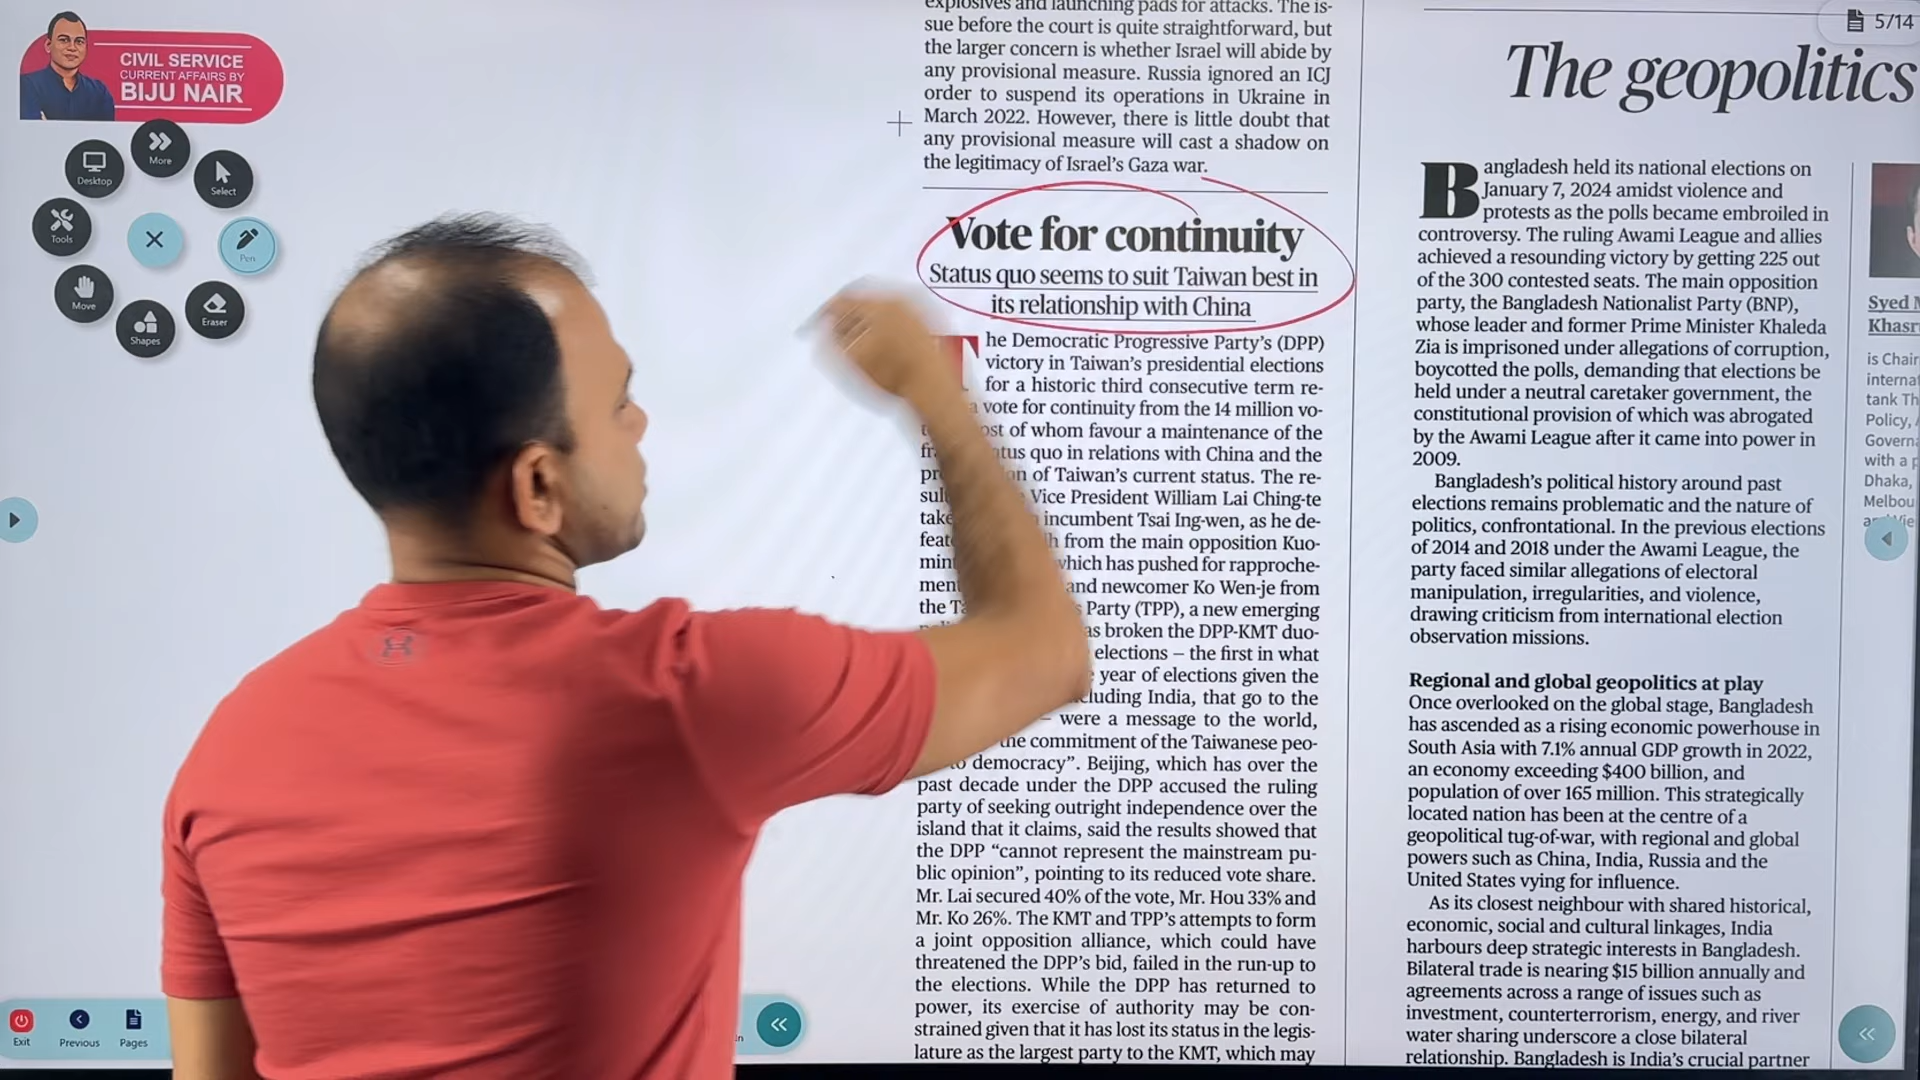 CIVIL SERVICE
CURRENT AFFAIRS BY
BIJU NAIR
More
Desktop
Select
Tools
Pen
Move
Eraser
Shapes
Exit
Previous
Pages
5/14
explosives and launching pads for attacks. The is-
sue before the court is quite straightforward, but
the larger concern is whether Israel will abide by
any provisional measure. Russia ignored an ICJ
order to suspend its operations in Ukraine in
March 2022. However, there is little doubt that
any provisional measure will cast a shadow on
the legitimacy of Israel's Gaza war.
Vote for continuity
Status quo seems to suit Taiwan best in
its relationship with China
The Democratic Progressive Party's (DPP)
victory in Taiwan's presidential elections
for a historic third consecutive term re-
a vote for continuity from the 14 million vo-
of whom favour a maintenance of the
quo in relations with China and the
of Taiwan's current status. The re-
Vice President William Lai Ching-te
incumbent Tsai Ing-wen, as he de-
from the main opposition Kuo-
which has pushed for rapproche-
and newcomer Ko Wen-je from
the Party (TPP), a new emerging
broken the DPP-KMT duo-
elections – the first in what
year of elections given the
India, that go to the
– were a message to the world,
the commitment of the Taiwanese peo-
democracy”. Beijing, which has over the
past decade under the DPP accused the ruling
party of seeking outright independence over the
island that it claims, said the results showed that
the DPP “cannot represent the mainstream pu-
blic opinion”, pointing to its reduced vote share.
Mr. Lai secured 40% of the vote, Mr. Hou 33% and
Mr. Ko 26%. The KMT and TPP's attempts to form
a joint opposition alliance, which could have
threatened the DPP's bid, failed in the run-up to
the elections. While the DPP has returned to
power, its exercise of authority may be con-
strained given that it has lost its status in the legis-
lature as the largest party to the KMT, which may
The geopolitics
Bangladesh held its national elections on
January 7, 2024 amidst violence and
protests as the polls became embroiled in
controversy. The ruling Awami League and allies
achieved a resounding victory by getting 225 out
of the 300 contested seats. The main opposition
party, the Bangladesh Nationalist Party (BNP),
whose leader and former Prime Minister Khaleda
Zia is imprisoned under allegations of corruption,
boycotted the polls, demanding that elections be
held under a neutral caretaker government, the
constitutional provision of which was abrogated
by the Awami League after it came into power in
2009.
Bangladesh's political history around past
elections remains problematic and the nature of
politics, confrontational. In the previous elections
of 2014 and 2018 under the Awami League, the
party faced similar allegations of electoral
manipulation, irregularities, and violence,
drawing criticism from international election
observation missions.
Regional and global geopolitics at play
Once overlooked on the global stage, Bangladesh
has ascended as a rising economic powerhouse in
South Asia with 7.1% annual GDP growth in 2022,
an economy exceeding $400 billion, and
population of over 165 million. This strategically
located nation has been at the centre of a
geopolitical tug-of-war, with regional and global
powers such as China, India, Russia and the
United States vying for influence.
As its closest neighbour with shared historical,
economic, social and cultural linkages, India
harbours deep strategic interests in Bangladesh.
Bilateral trade is nearing $15 billion annually and
agreements across a range of issues such as
investment, counterterrorism, energy, and river
water sharing underscore a close bilateral
relationship. Bangladesh is India's crucial partner
Syed
is Chair
tank Th
Policy,
with a
Dhaka,